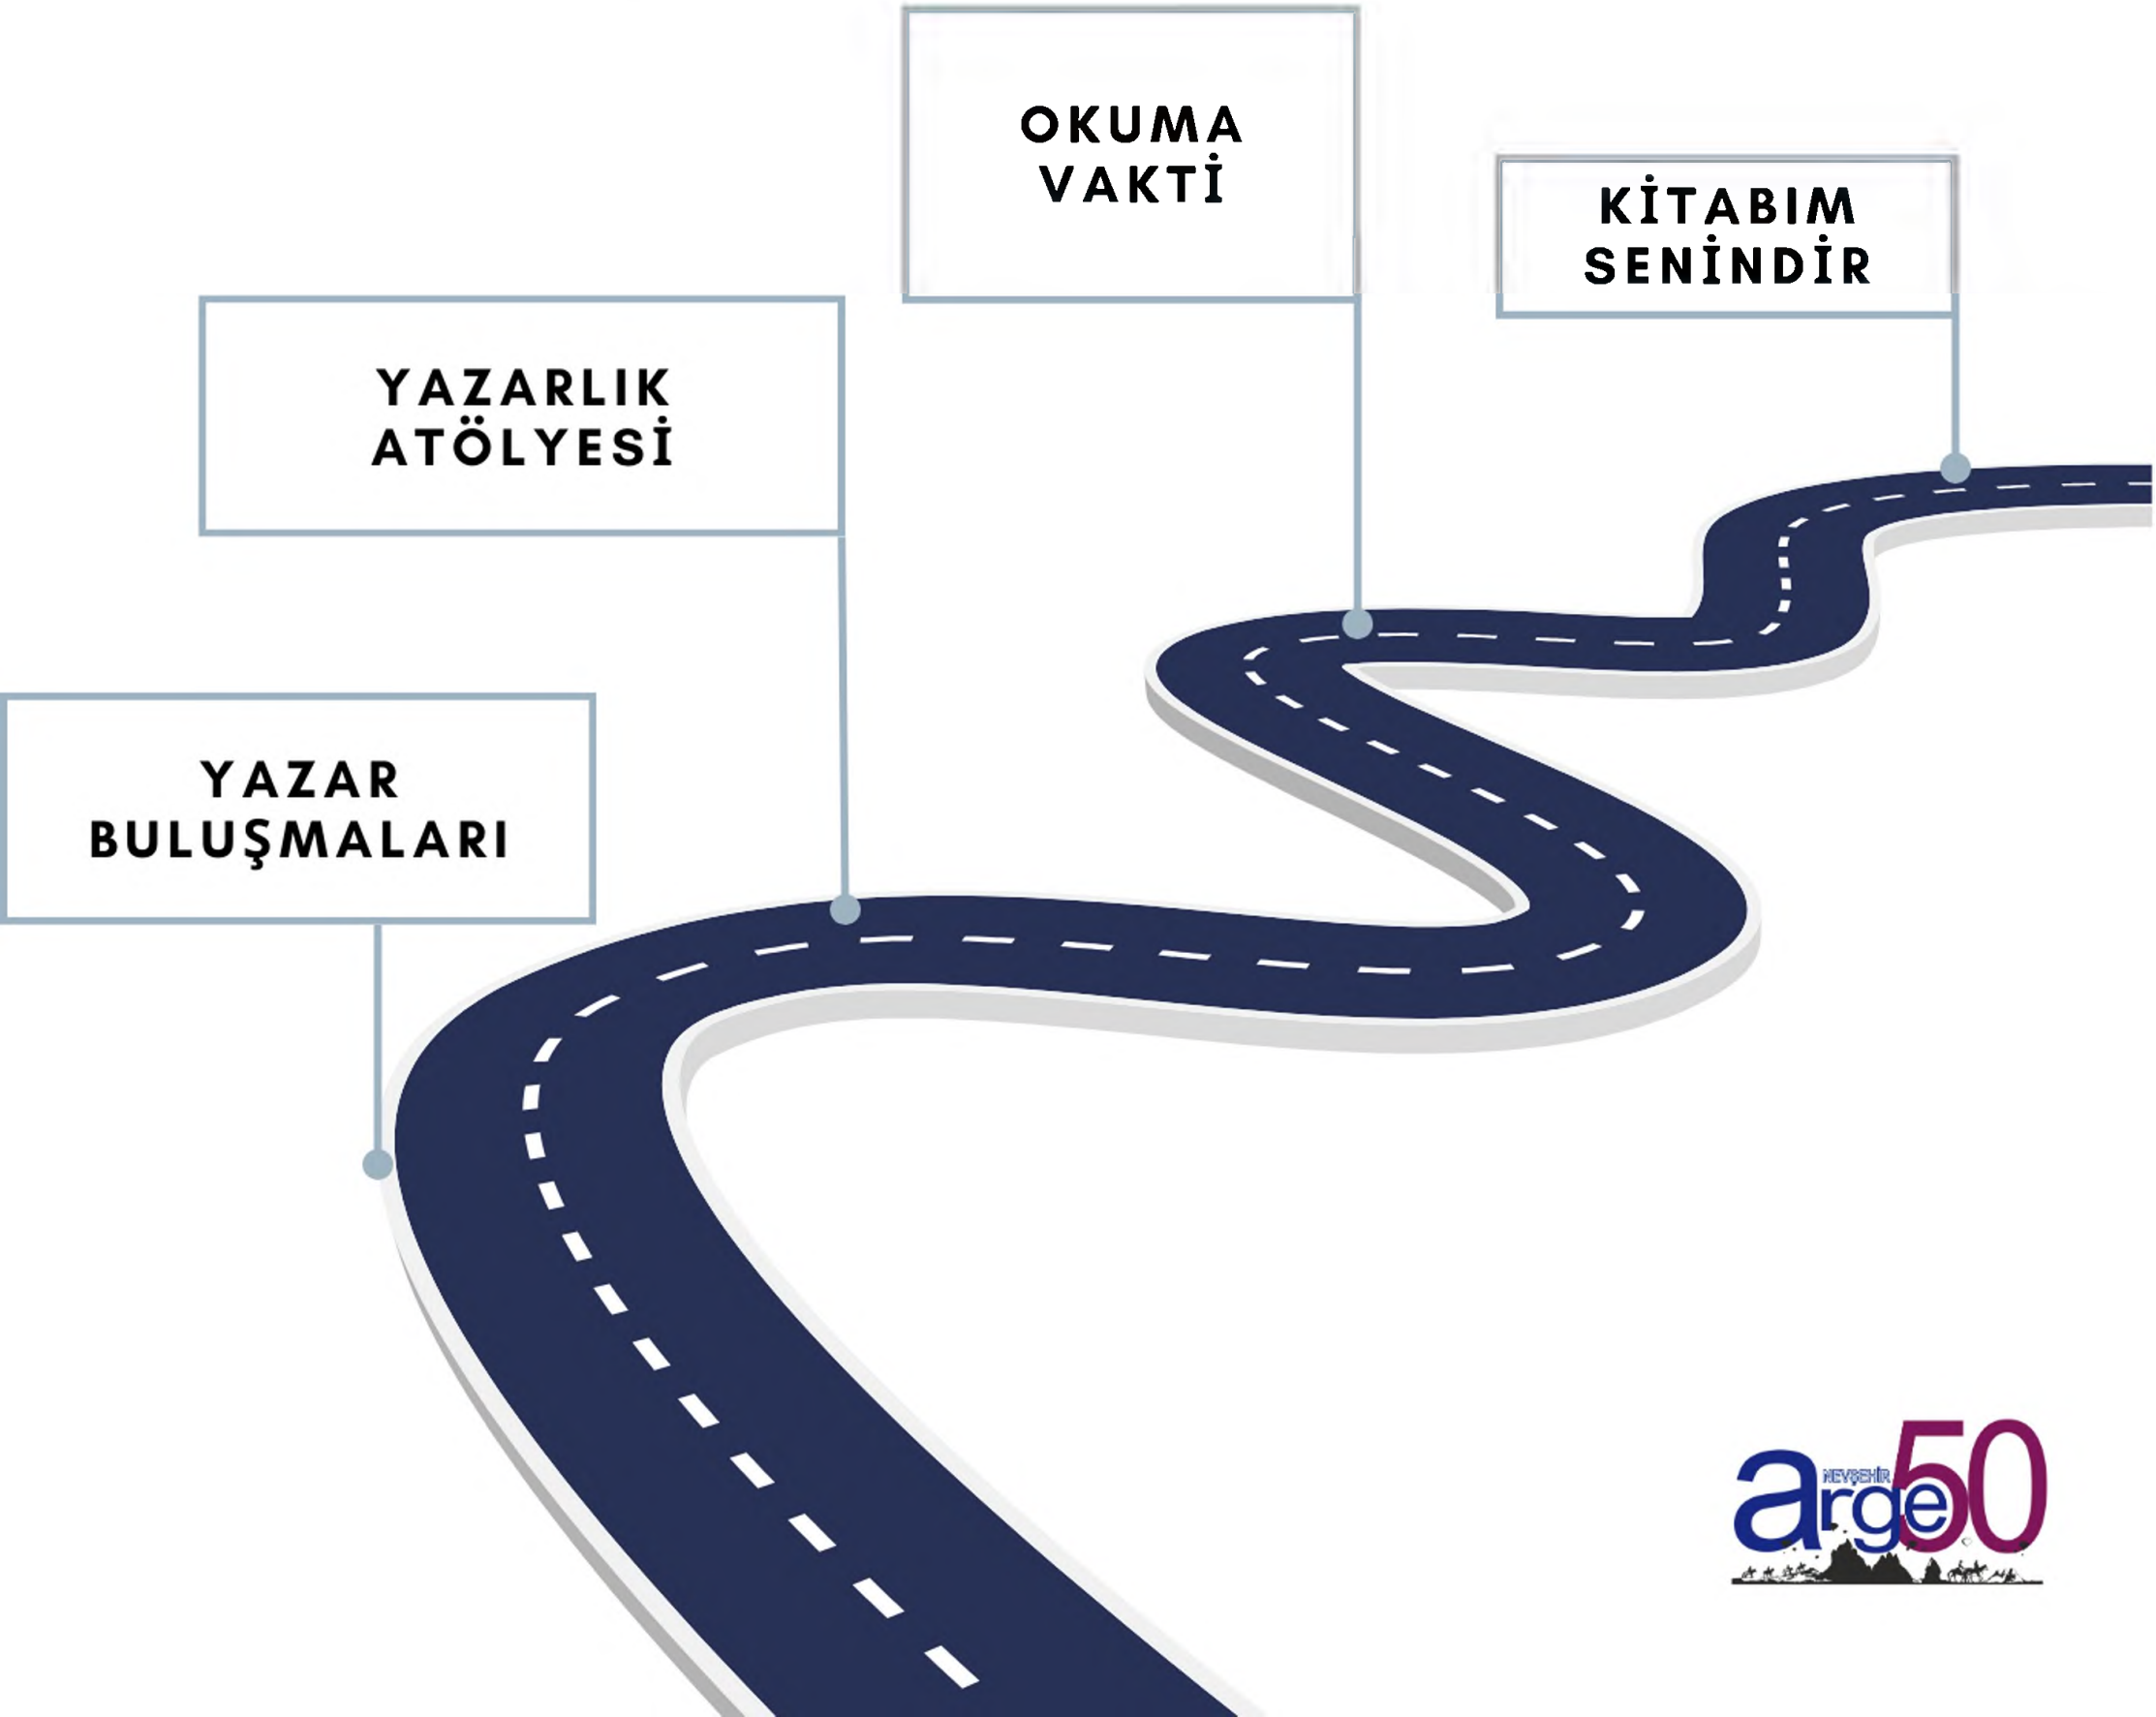 OKUMA
VAKTİ
KİTABIM
SENİNDİR
YAZARLIK
ATÖLYESİ
YAZAR
BULUŞMALARI
NEVŞEHİR
arge50